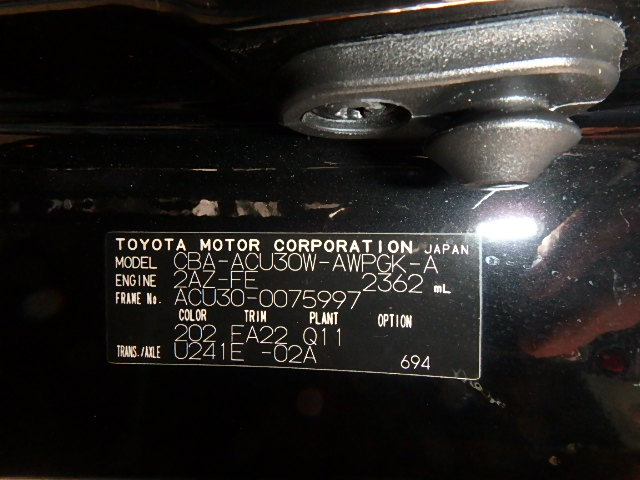 TOYOTA MOTOR CORPORATION JAPAN
MODEL CBA-ACU30W-AWPGK-A
ENGINE 2AZ-FE 2362 mL
FRAME No. ACU30-0075997
COLOR TRIM PLANT OPTION
202 FA22 Q11
TRANS./AXLE U241E -02A
694